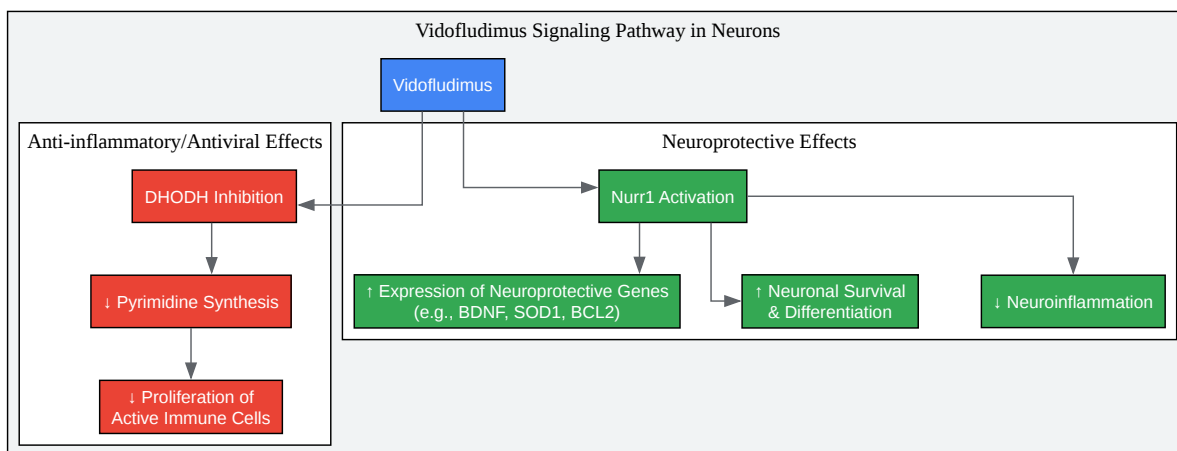 Vidofludimus Signaling Pathway in Neurons
Vidofludimus
Anti-inflammatory/Antiviral Effects
DHODH Inhibition
↓ Pyrimidine Synthesis
↓ Proliferation of
Active Immune Cells
Neuroprotective Effects
Nurr1 Activation
↑ Expression of Neuroprotective Genes
(e.g., BDNF, SOD1, BCL2)
↑ Neuronal Survival
& Differentiation
↓ Neuroinflammation